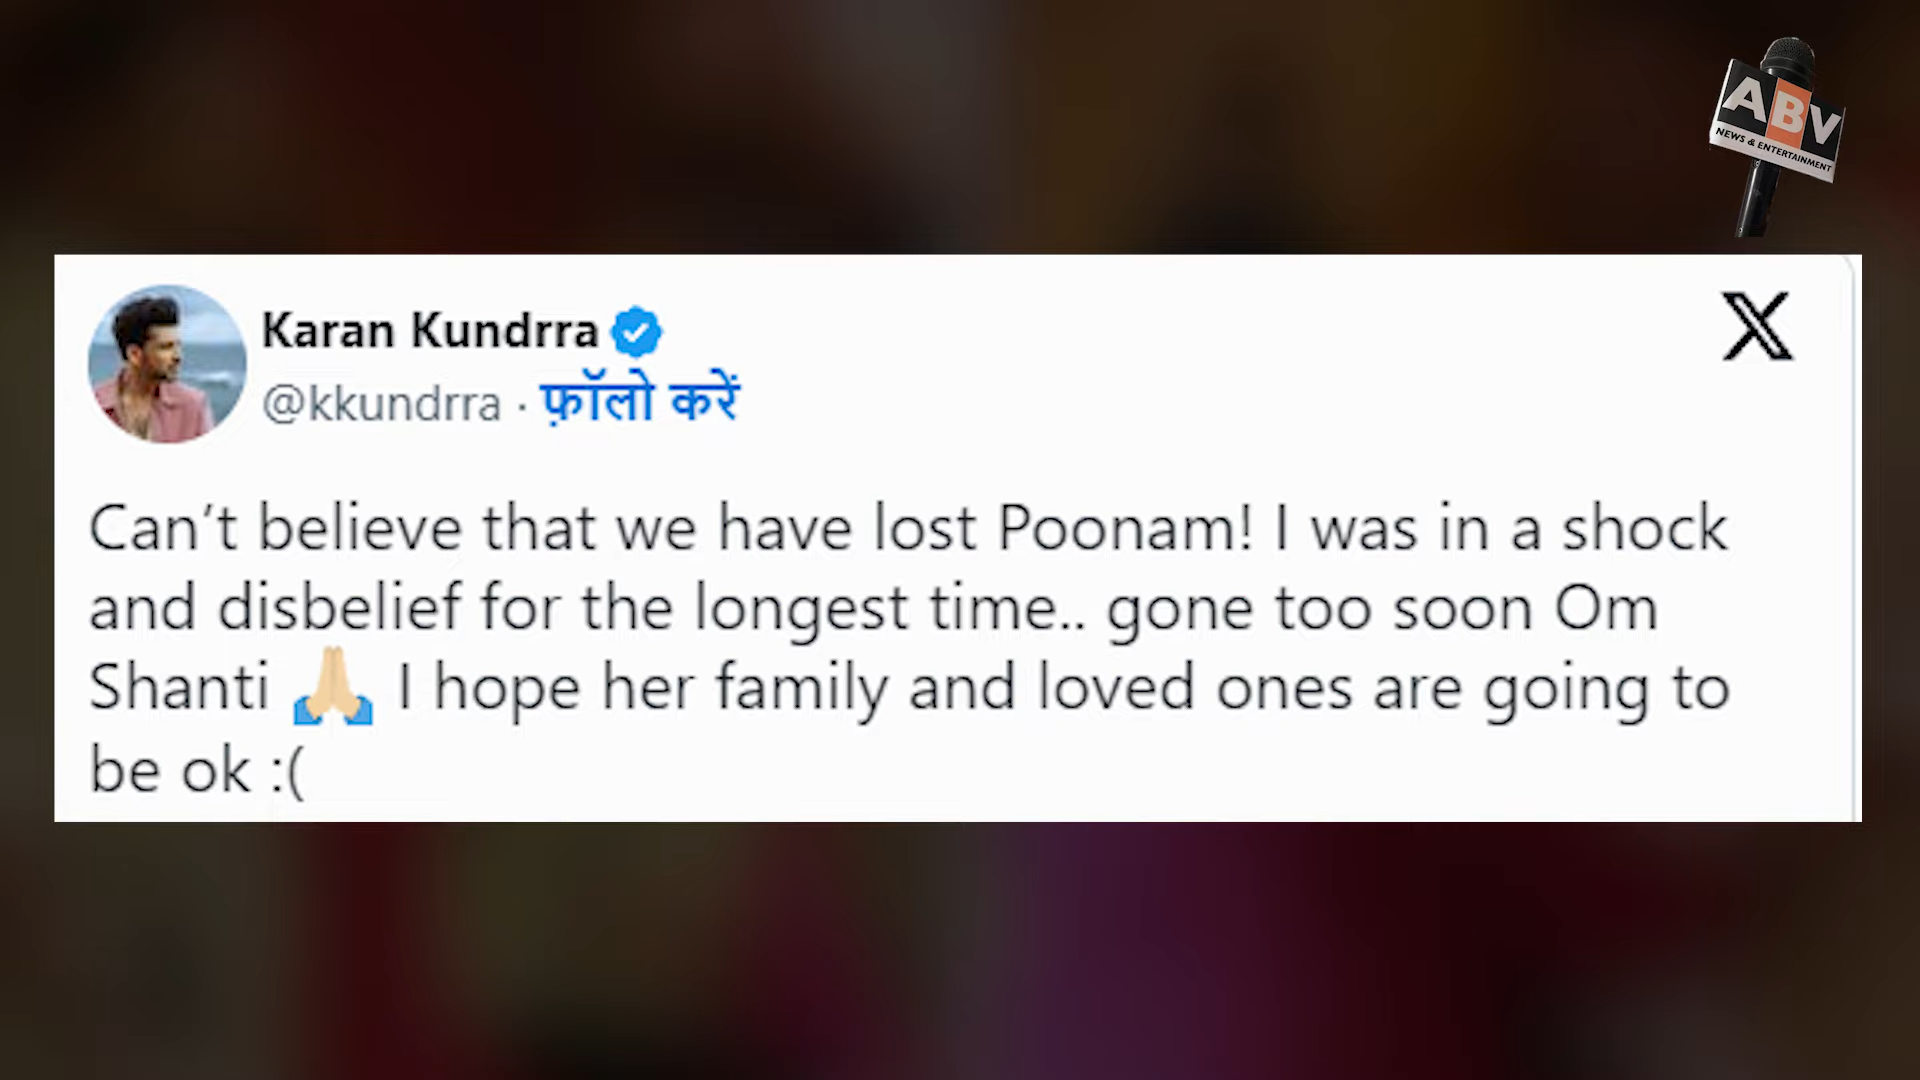 ABV
NEWS & ENTERTAINMENT
Karan Kundrra
@kkundrra · फ़ॉलो करें
Can’t believe that we have lost Poonam! I was in a shock
and disbelief for the longest time.. gone too soon Om
Shanti 🙏🏼 I hope her family and loved ones are going to
be ok :(